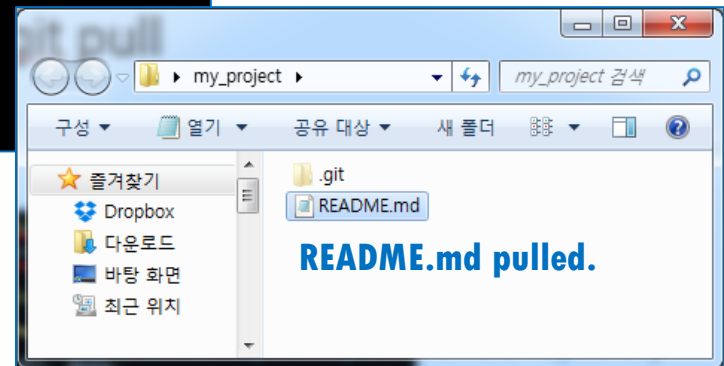 git pull
my_project
my_project 검색
구성 열기 공유 대상 새 폴더
즐겨찾기
Dropbox
다운로드
바탕 화면
최근 위치
.git
README.md
README.md pulled.